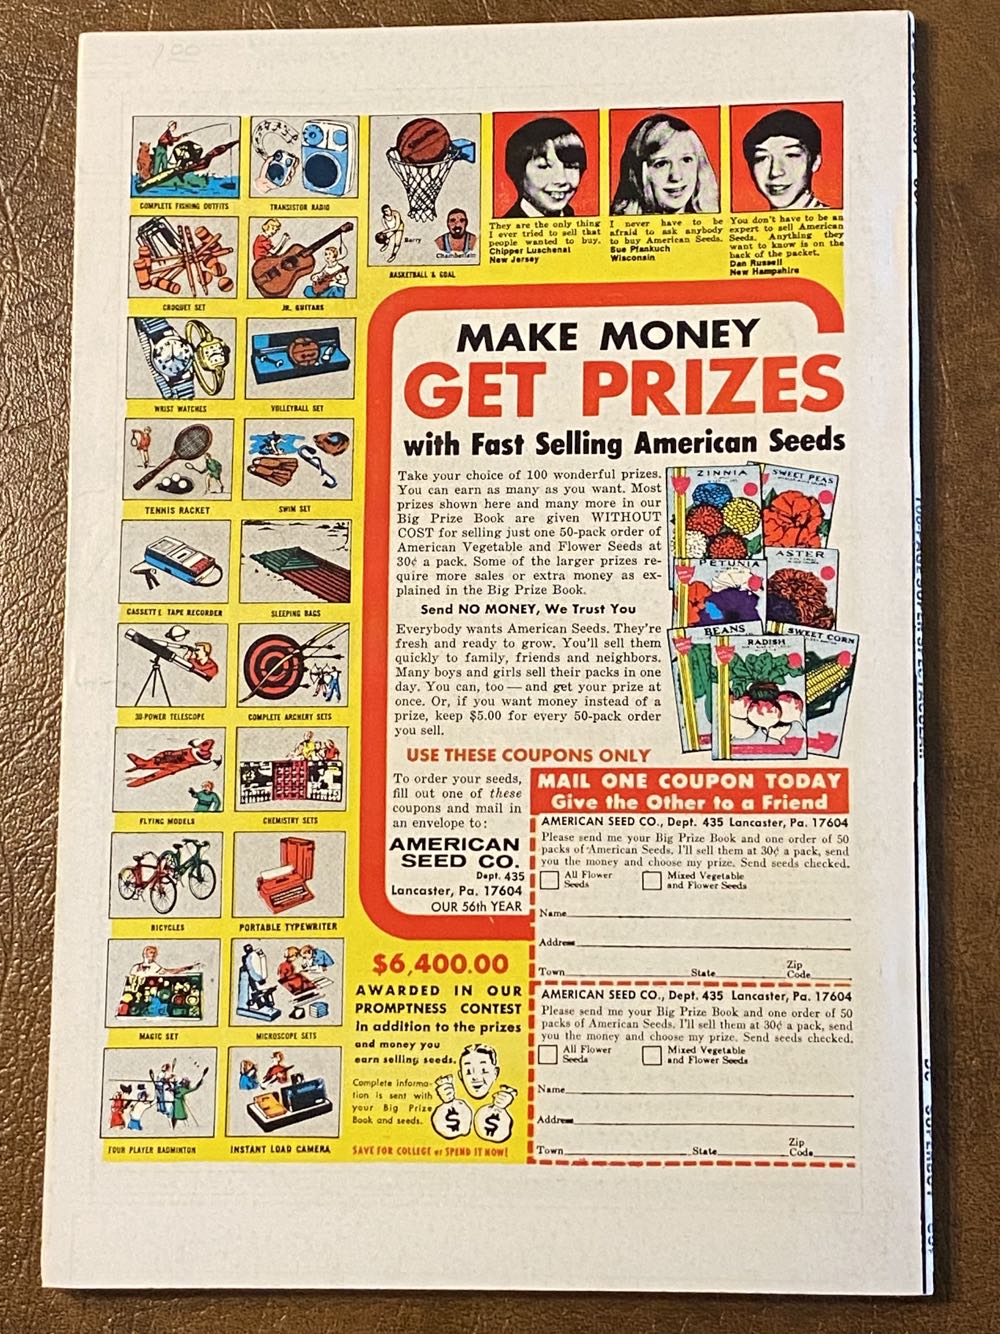 1.00
COMPLETE FISHING OUTFITS
TRANSISTOR RADIO
Barry
Chamberlain
BASKETBALL & GOAL
CROQUET SET
JR. GUITARS
WRIST WATCHES
VOLLEYBALL SET
TENNIS RACKET
SWIM SET
CASSETTE TAPE RECORDER
SLEEPING BAGS
30-POWER TELESCOPE
COMPLETE ARCHERY SETS
FLYING MODELS
CHEMISTRY SETS
BICYCLES
PORTABLE TYPEWRITER
MAGIC SET
MICROSCOPE SETS
FOUR PLAYER BADMINTON
INSTANT LOAD CAMERA
They are the only thing
I ever tried to sell that
people wanted to buy.
Chipper Luschenat
New Jersey
I never have to be
afraid to ask anybody
to buy American Seeds.
Sue Pfankuch
Wisconsin
You don't have to be an
expert to sell American
Seeds. Anything they
want to know is on the
back of the packet.
Dan Russell
New Hampshire
MAKE MONEY
GET PRIZES
with Fast Selling American Seeds
Take your choice of 100 wonderful prizes.
You can earn as many as you want. Most
prizes shown here and many more in our
Big Prize Book are given WITHOUT
COST for selling just one 50-pack order of
American Vegetable and Flower Seeds at
30¢ a pack. Some of the larger prizes re-
quire more sales or extra money as ex-
plained in the Big Prize Book.
Send NO MONEY, We Trust You
Everybody wants American Seeds. They're
fresh and ready to grow. You'll sell them
quickly to family, friends and neighbors.
Many boys and girls sell their packs in one
day. You can, too — and get your prize at
once. Or, if you want money instead of a
prize, keep $5.00 for every 50-pack order
you sell.
ZINNIA
SWEET PEAS
PETUNIA
ASTER
BEANS
RADISH
SWEET CORN
USE THESE COUPONS ONLY
To order your seeds,
fill out one of these
coupons and mail in
an envelope to:
AMERICAN
SEED CO.
Dept. 435
Lancaster, Pa. 17604
OUR 56th YEAR
MAIL ONE COUPON TODAY
Give the Other to a Friend
AMERICAN SEED CO., Dept. 435 Lancaster, Pa. 17604
Please send me your Big Prize Book and one order of 50
packs of American Seeds. I'll sell them at 30¢ a pack, send
you the money and choose my prize. Send seeds checked.
All Flower
Seeds
Mixed Vegetable
and Flower Seeds
Name
Address
Town State Zip
Code
AMERICAN SEED CO., Dept. 435 Lancaster, Pa. 17604
Please send me your Big Prize Book and one order of 50
packs of American Seeds. I'll sell them at 30¢ a pack, send
you the money and choose my prize. Send seeds checked.
All Flower
Seeds
Mixed Vegetable
and Flower Seeds
Name
Address
Town State Zip
Code
$6,400.00
AWARDED IN OUR
PROMPTNESS CONTEST
In addition to the prizes
and money you
earn selling seeds.
Complete informa-
tion is sent with
your Big Prize
Book and seeds.
$ $
SAVE FOR COLLEGE or SPEND IT NOW!